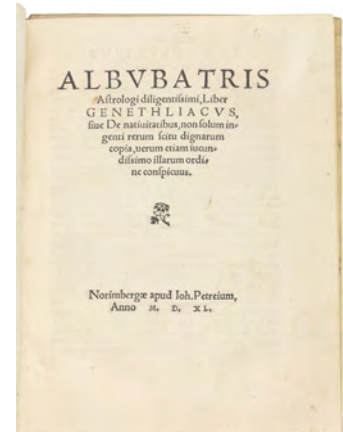 ALBVBATRIS
Aſtrologi diligentiſsimi, Liber
GENETHLIACVS,
ſiue De natiuitatibus, non ſolum in-
genti rerum ſcitu dignarum
copia, uerum etiam iucun-
diſsimo illarum ordi-
ne conſpicuus.
Norimbergæ apud Ioh. Petreium,
Anno M. D. XL.